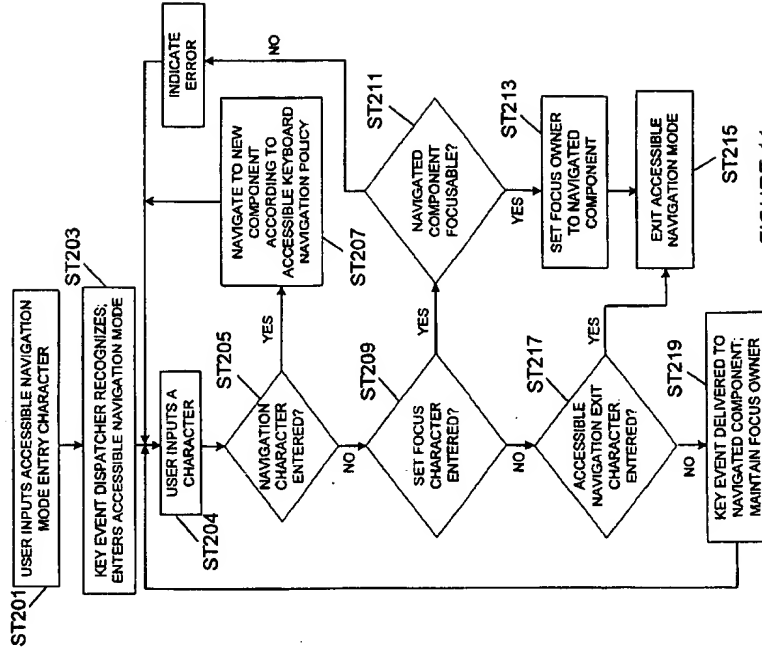 ST201
USER INPUTS ACCESSIBLE NAVIGATION
MODE ENTRY CHARACTER
ST203
KEY EVENT DISPATCHER RECOGNIZES;
ENTERS ACCESSIBLE NAVIGATION MODE
USER INPUTS A
CHARACTER
ST204
ST205
NAVIGATION
CHARACTER
ENTERED?
YES
NO
NAVIGATE TO NEW
COMPONENT
ACCORDING TO
ACCESSIBLE KEYBOARD
NAVIGATION POLICY
ST207
INDICATE
ERROR
NO
ST209
SET FOCUS
CHARACTER
ENTERED?
YES
NO
ST211
NAVIGATED
COMPONENT
FOCUSABLE?
YES
ST213
SET FOCUS OWNER
TO NAVIGATED
COMPONENT
ST217
ACCESSIBLE
NAVIGATION EXIT
CHARACTER
ENTERED?
YES
NO
EXIT ACCESSIBLE
NAVIGATION MODE
ST215
ST219
KEY EVENT DELIVERED TO
NAVIGATED COMPONENT;
MAINTAIN FOCUS OWNER